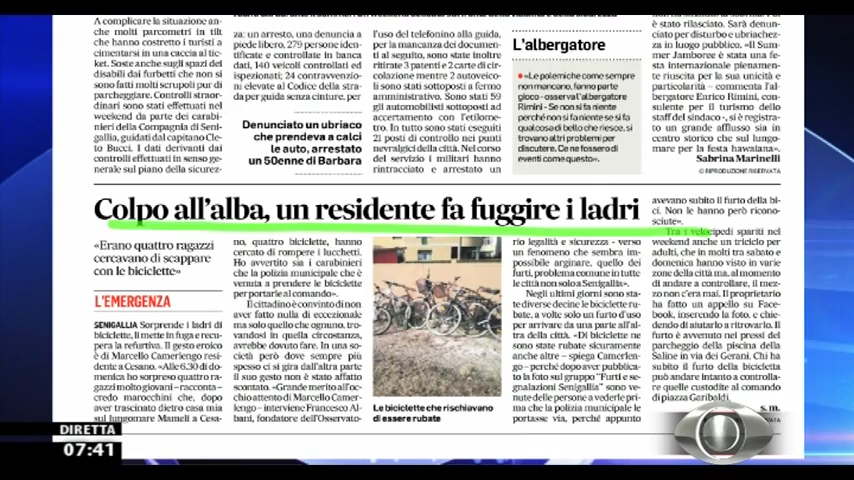 A complicare la situazione an-
che molti parcometri in tilt
che hanno costretto i turisti a
cimentarsi in una caccia al tic-
ket. Soste anche sugli spazi dei
disabili dai furbetti che non si
sono fatti molti scrupoli pur di
parcheggiare. Controlli straor-
dinari sono stati effettuati nel
weekend da parte dei carabi-
nieri della Compagnia di Seni-
gallia, guidati dal capitano Cle-
to Bucci. I dati derivanti dai
controlli effettuati in senso ge-
nerale sul piano della sicurez-
za: un arresto, una denuncia a
piede libero, 279 persone iden-
tificate e controllate in banca
dati, 140 veicoli controllati ed
ispezionati; 24 contravvenzio-
ni elevate al Codice della stra-
da per guida senza cinture, per
Denunciato un ubriaco
che prendeva a calci
le auto, arrestato
un 50enne di Barbara
l'uso del telefonino alla guida,
per la mancanza dei documen-
ti al seguito, sono state inoltre
ritirate 3 patenti e 2 carte di cir-
colazione mentre 2 autoveico-
li sono stati sottoposti a fermo
amministrativo. Sono stati 59
gli automobilisti sottoposti ad
accertamento con l'etilome-
tro. In tutto sono stati eseguiti
21 posti di controllo nei punti
nevralgici della città. Nel corso
del servizio i militari hanno
rintracciato e arrestato un
L'albergatore
«Le polemiche come sempre
non mancano, fanno parte
gioco - osserva l'albergatore
Rimini - Se non si fa niente
perché non si fa niente se si fa
qualcosa di bello che riesce, si
trovano altri problemi per
discutere. Ce ne fossero di
eventi come questo».
è stato rilasciato. Sarà denun-
ciato per disturbo e ubriachez-
za in luogo pubblico. «Il Sum-
mer Jamboree è stata una fe-
sta internazionale pienamente
riuscita per la sua unicità e
particolarità – commenta l'al-
bergatore Enrico Rimini, con-
sulente per il turismo dello
staff del sindaco -, si è registra-
to un grande afflusso sia in
centro storico che sul lungo-
mare per la festa hawaiana».
Sabrina Marinelli
© RIPRODUZIONE RISERVATA
Colpo all'alba, un residente fa fuggire i ladri
«Erano quattro ragazzi
cercavano di scappare
con le biciclette»
L'EMERGENZA
SENIGALLIA Sorprende i ladri di
biciclette, li mette in fuga e recu-
pera la refurtiva. Il gesto eroico
è di Marcello Camerlengo resi-
dente a Cesano. «Alle 6.30 di do-
menica ho sorpreso quattro ra-
gazzi molto giovani – racconta –
credo marocchini che, dopo
aver trascinato dietro casa mia
sul lungomare Mameli a Cesa-
no, quattro biciclette, hanno
cercato di rompere i lucchetti.
Ho avvertito sia i carabinieri
che la polizia municipale che è
venuta a prendere le biciclette
per portarle al comando».
Il cittadino è convinto di non
aver fatto nulla di eccezionale
ma solo quello che ognuno, tro-
vandosi in quella circostanza,
avrebbe dovuto fare. In una so-
cietà però dove sempre più
spesso ci si gira dall'altra parte
il suo gesto non è stato affatto
scontato. «Grande merito all'oc-
chio attento di Marcello Camer-
lengo – interviene Francesco Al-
bani, fondatore dell'Osservato-
Le biciclette che rischiavano
di essere rubate
rio legalità e sicurezza - verso
un fenomeno che sembra im-
possibile arginare, quello dei
furti, problema comune in tutte
le città non solo a Senigallia».
Negli ultimi giorni sono sta-
te diverse decine le biciclette ru-
bate, a volte solo un furto d'uso
per arrivare da una parte all'al-
tra della città. «Di biciclette ne
sono state rubate sicuramente
anche altre – spiega Camerlen-
go – perché dopo aver pubblica-
to la foto sul gruppo "Furti e se-
gnalazioni Senigallia" sono ve-
nute delle persone a vederle pri-
ma che la polizia municipale le
portasse via, perché appunto
avevano subito il furto della bi-
ci. Non le hanno però ricono-
sciute».
Tra i velocipedi spariti nel
weekend anche un triciclo per
adulti, che in molti tra sabato e
domenica hanno visto in varie
zone della città ma, al momento
di andare a controllare, il mez-
zo non c'era mai. Il proprietario
ha fatto un appello su Face-
book, inserendo la foto, e chie-
dendo di aiutarlo a ritrovarlo. Il
furto è avvenuto nei pressi del
parcheggio della piscina della
Saline in via dei Gerani. Chi ha
subito il furto della bicicletta
può andare intanto a controlla-
re quelle custodite al comando
di piazza Garibaldi.
s. m.
DIRETTA
07:41